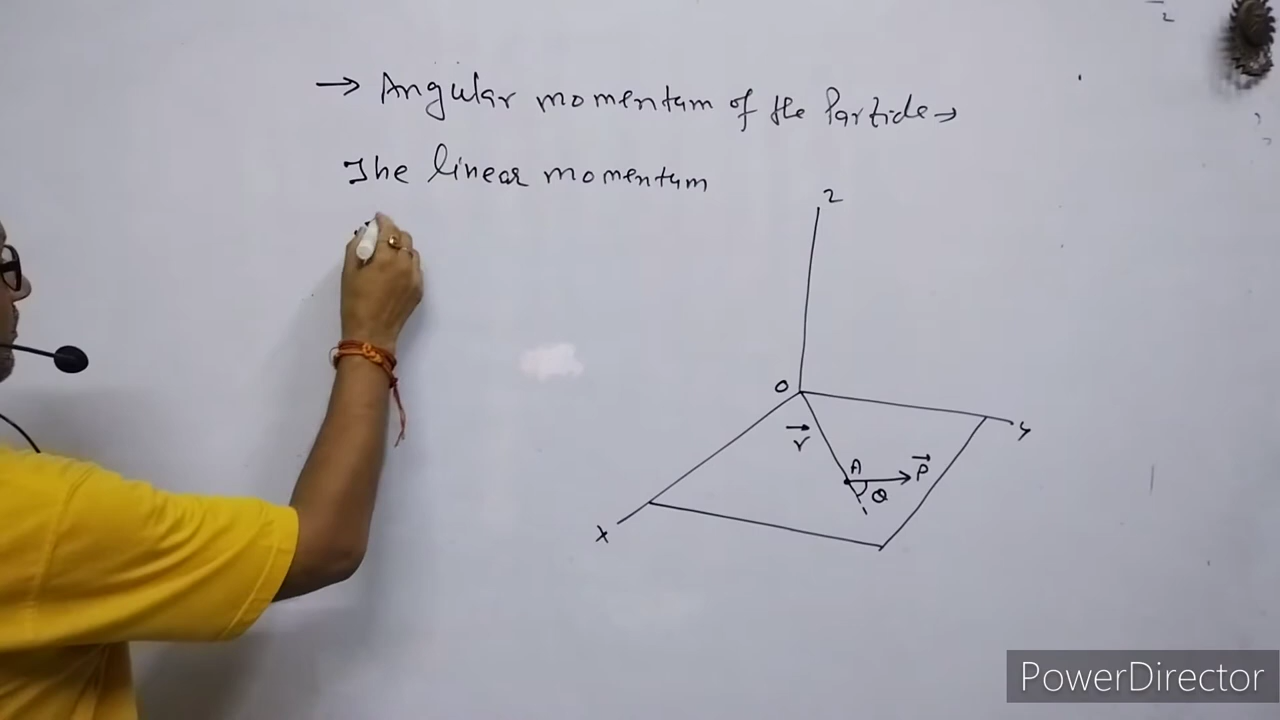 → Angular momentum of the Particle →
The linear momentum
Z
O
r
A
P
θ
Y
X
PowerDirector